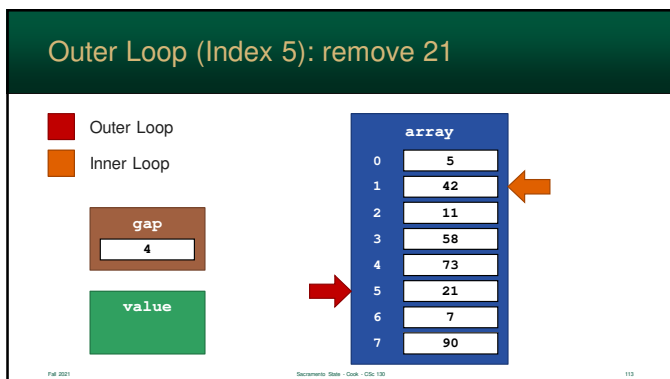 Outer Loop (Index 5): remove 21
Outer Loop
Inner Loop
gap
4
value
array
0 5
1 42
2 11
3 58
4 73
5 21
6 7
7 90
Fall 2021 Sacramento State - Cook - CSc 130 113